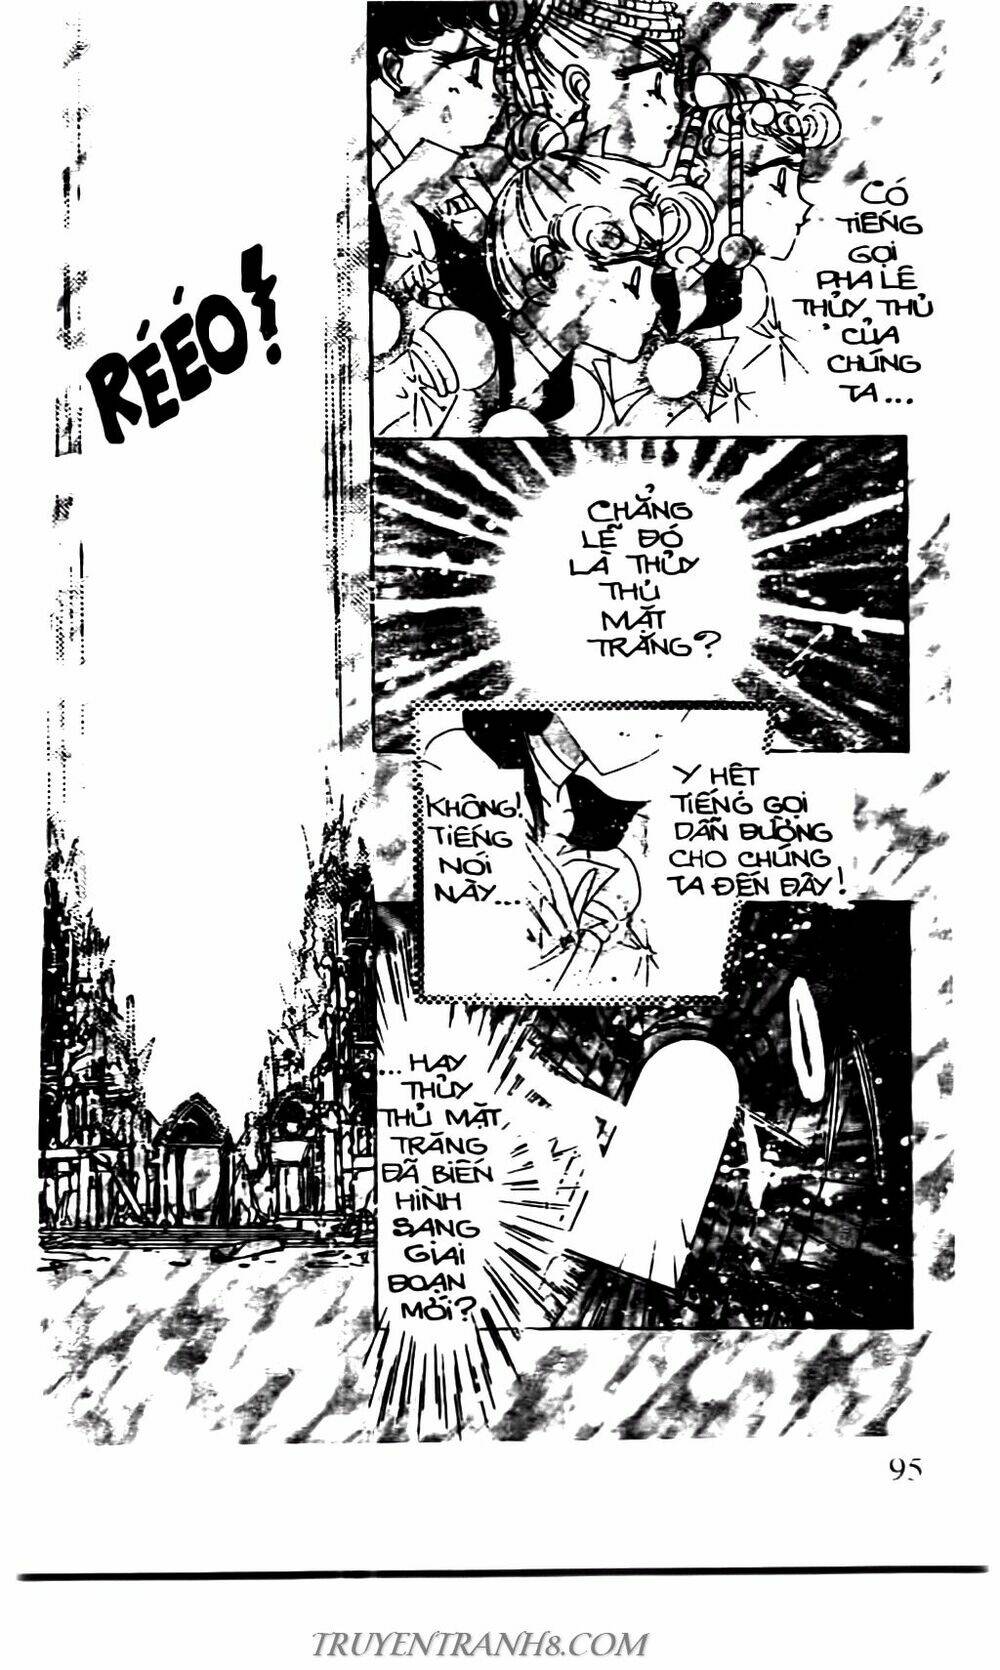 CÓ
TIẾNG
GỌI
PHA LÊ
THỦY THỦ
CỦA
CHÚNG
TA...
RÉÉO!
CHẲNG
LẼ ĐÓ
LÀ THỦY
THỦ
MẶT
TRĂNG?
KHÔNG!
TIẾNG
NÓI
NÀY...
Y HỆT
TIẾNG GỌI
DẪN ĐƯỜNG
CHO CHÚNG
TA ĐẾN ĐÂY!
...HAY
THỦY
THỦ MẶT
TRĂNG
ĐÃ BIẾN
HÌNH
SANG
GIAI
ĐOẠN
MỚI?
95
TRUYENTRANH8.COM